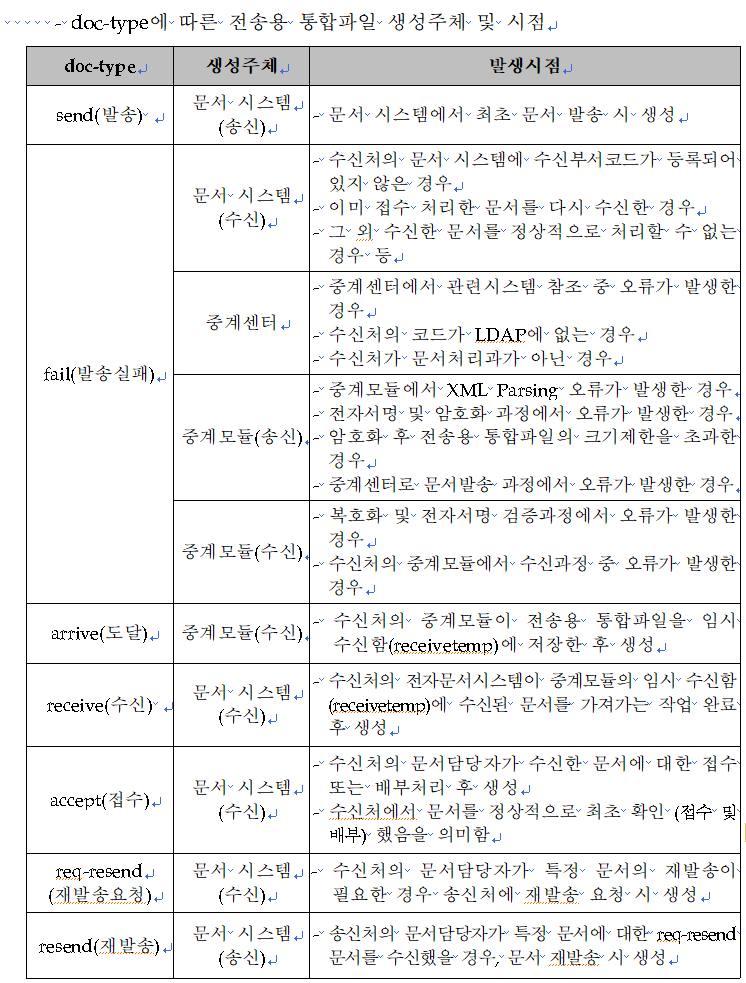 - doc-type에 따른 전송용 통합파일 생성주체 및 시점
doc-type
생성주체
발생시점
send(발송)
문서 시스템
(송신)
- 문서 시스템에서 최초 문서 발송 시 생성
fail(발송실패)
문서 시스템
(수신)
- 수신처의 문서 시스템에 수신부서코드가 등록되어
있지 않은 경우
- 이미 접수 처리한 문서를 다시 수신한 경우
- 그 외 수신한 문서를 정상적으로 처리할 수 없는
경우 등
중계센터
- 중계센터에서 관련시스템 참조 중 오류가 발생한
경우
- 수신처의 코드가 LDAP에 없는 경우
- 수신처가 문서처리과가 아닌 경우
중계모듈(송신)
- 중계모듈에서 XML Parsing 오류가 발생한 경우
- 전자서명 및 암호화 과정에서 오류가 발생한 경우
- 암호화 후 전송용 통합파일의 크기제한을 초과한
경우
- 중계센터로 문서발송 과정에서 오류가 발생한 경우
중계모듈(수신)
- 복호화 및 전자서명 검증과정에서 오류가 발생한
경우
- 수신처의 중계모듈에서 수신과정 중 오류가 발생한
경우
arrive(도달)
중계모듈(수신)
- 수신처의 중계모듈이 전송용 통합파일을 임시
수신함(receivetemp)에 저장한 후 생성
receive(수신)
문서 시스템
(수신)
- 수신처의 전자문서시스템이 중계모듈의 임시 수신함
(receivetemp)에 수신된 문서를 가져가는 작업 완료
후 생성
accept(접수)
문서 시스템
(수신)
- 수신처의 문서담당자가 수신한 문서에 대한 접수
또는 배부처리 후 생성
- 수신처에서 문서를 정상적으로 최초 확인 (접수 및
배부) 했음을 의미함
req-resend
(재발송요청)
문서 시스템
(수신)
- 수신처의 문서담당자가 특정 문서의 재발송이
필요한 경우 송신처에 재발송 요청 시 생성
resend(재발송)
문서 시스템
(송신)
- 송신처의 문서담당자가 특정 문서에 대한 req-resend
문서를 수신했을 경우, 문서 재발송 시 생성